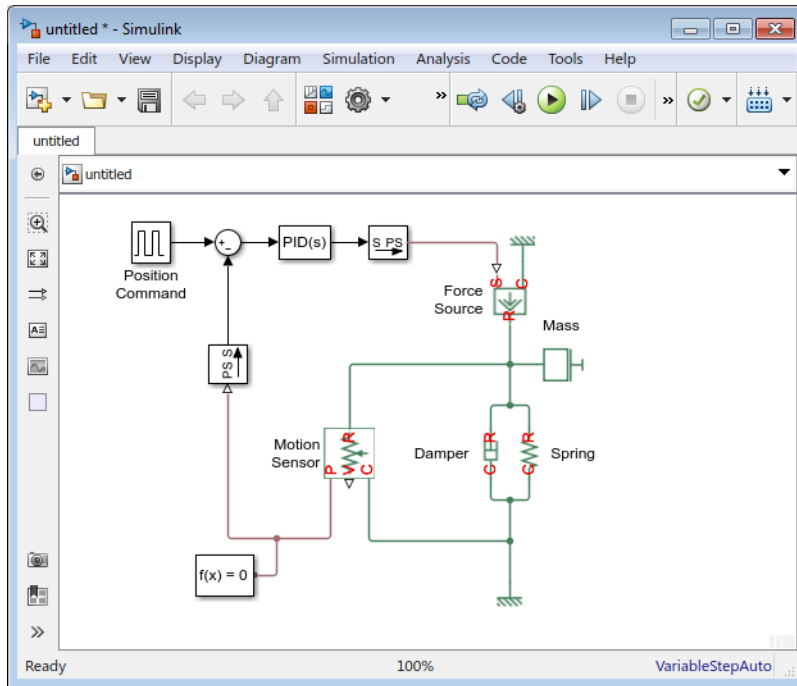 untitled * - Simulink
File Edit View Display Diagram Simulation Analysis Code Tools Help
untitled
untitled
Position
Command
+
-
PID(s)
S PS
S
C
R
Force
Source
Mass
PS S
Motion
Sensor
R
P
V
C
Damper
R
C
R
C
Spring
f(x) = 0
Ready 100% VariableStepAuto